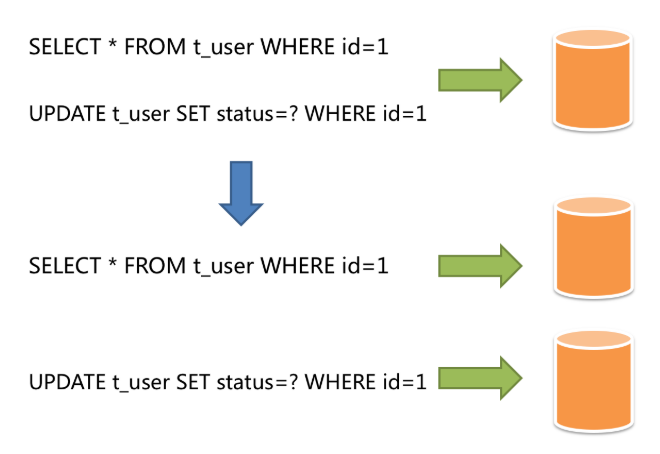 SELECT * FROM t_user WHERE id=1
UPDATE t_user SET status=? WHERE id=1
SELECT * FROM t_user WHERE id=1
UPDATE t_user SET status=? WHERE id=1